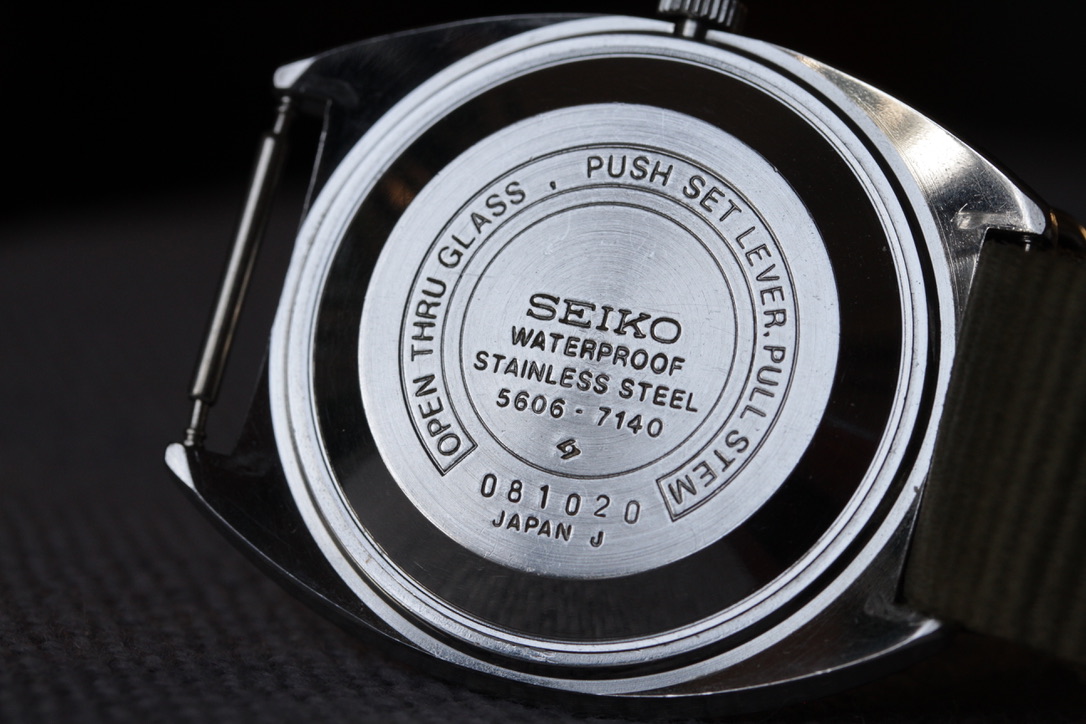 OPEN THRU GLASS . PUSH SET LEVER. PULL STEM
SEIKO
WATERPROOF
STAINLESS STEEL
5606 - 7140
081020
JAPAN J